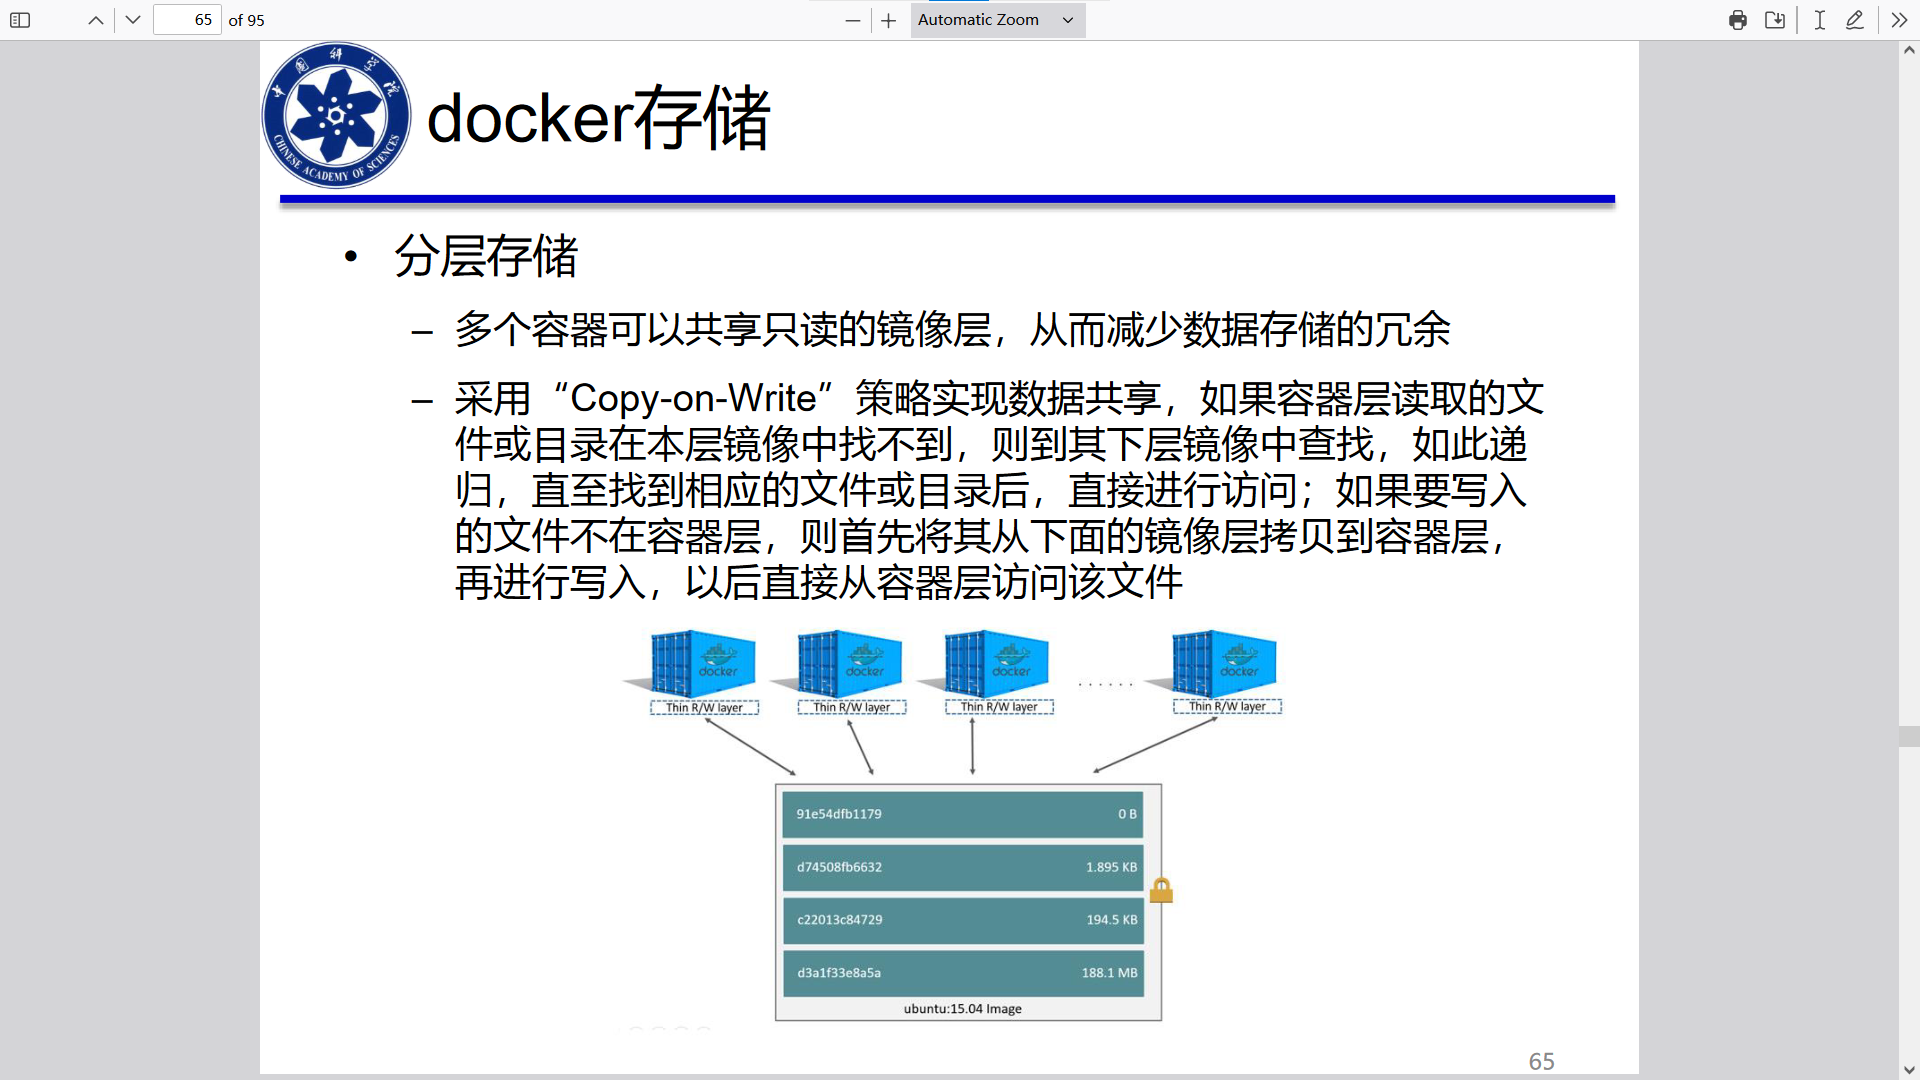 65 of 95
Automatic Zoom
中国科学院
CHINESE ACADEMY OF SCIENCES
docker存储
• 分层存储
– 多个容器可以共享只读的镜像层，从而减少数据存储的冗余
– 采用“Copy-on-Write”策略实现数据共享，如果容器层读取的文
件或目录在本层镜像中找不到，则到其下层镜像中查找，如此递
归，直至找到相应的文件或目录后，直接进行访问；如果要写入
的文件不在容器层，则首先将其从下面的镜像层拷贝到容器层，
再进行写入，以后直接从容器层访问该文件
docker docker docker ...... docker
Thin R/W layer Thin R/W layer Thin R/W layer Thin R/W layer
91e54dfb1179 0 B
d74508fb6632 1.895 KB
c22013c84729 194.5 KB
d3a1f33e8a5a 188.1 MB
ubuntu:15.04 Image
65